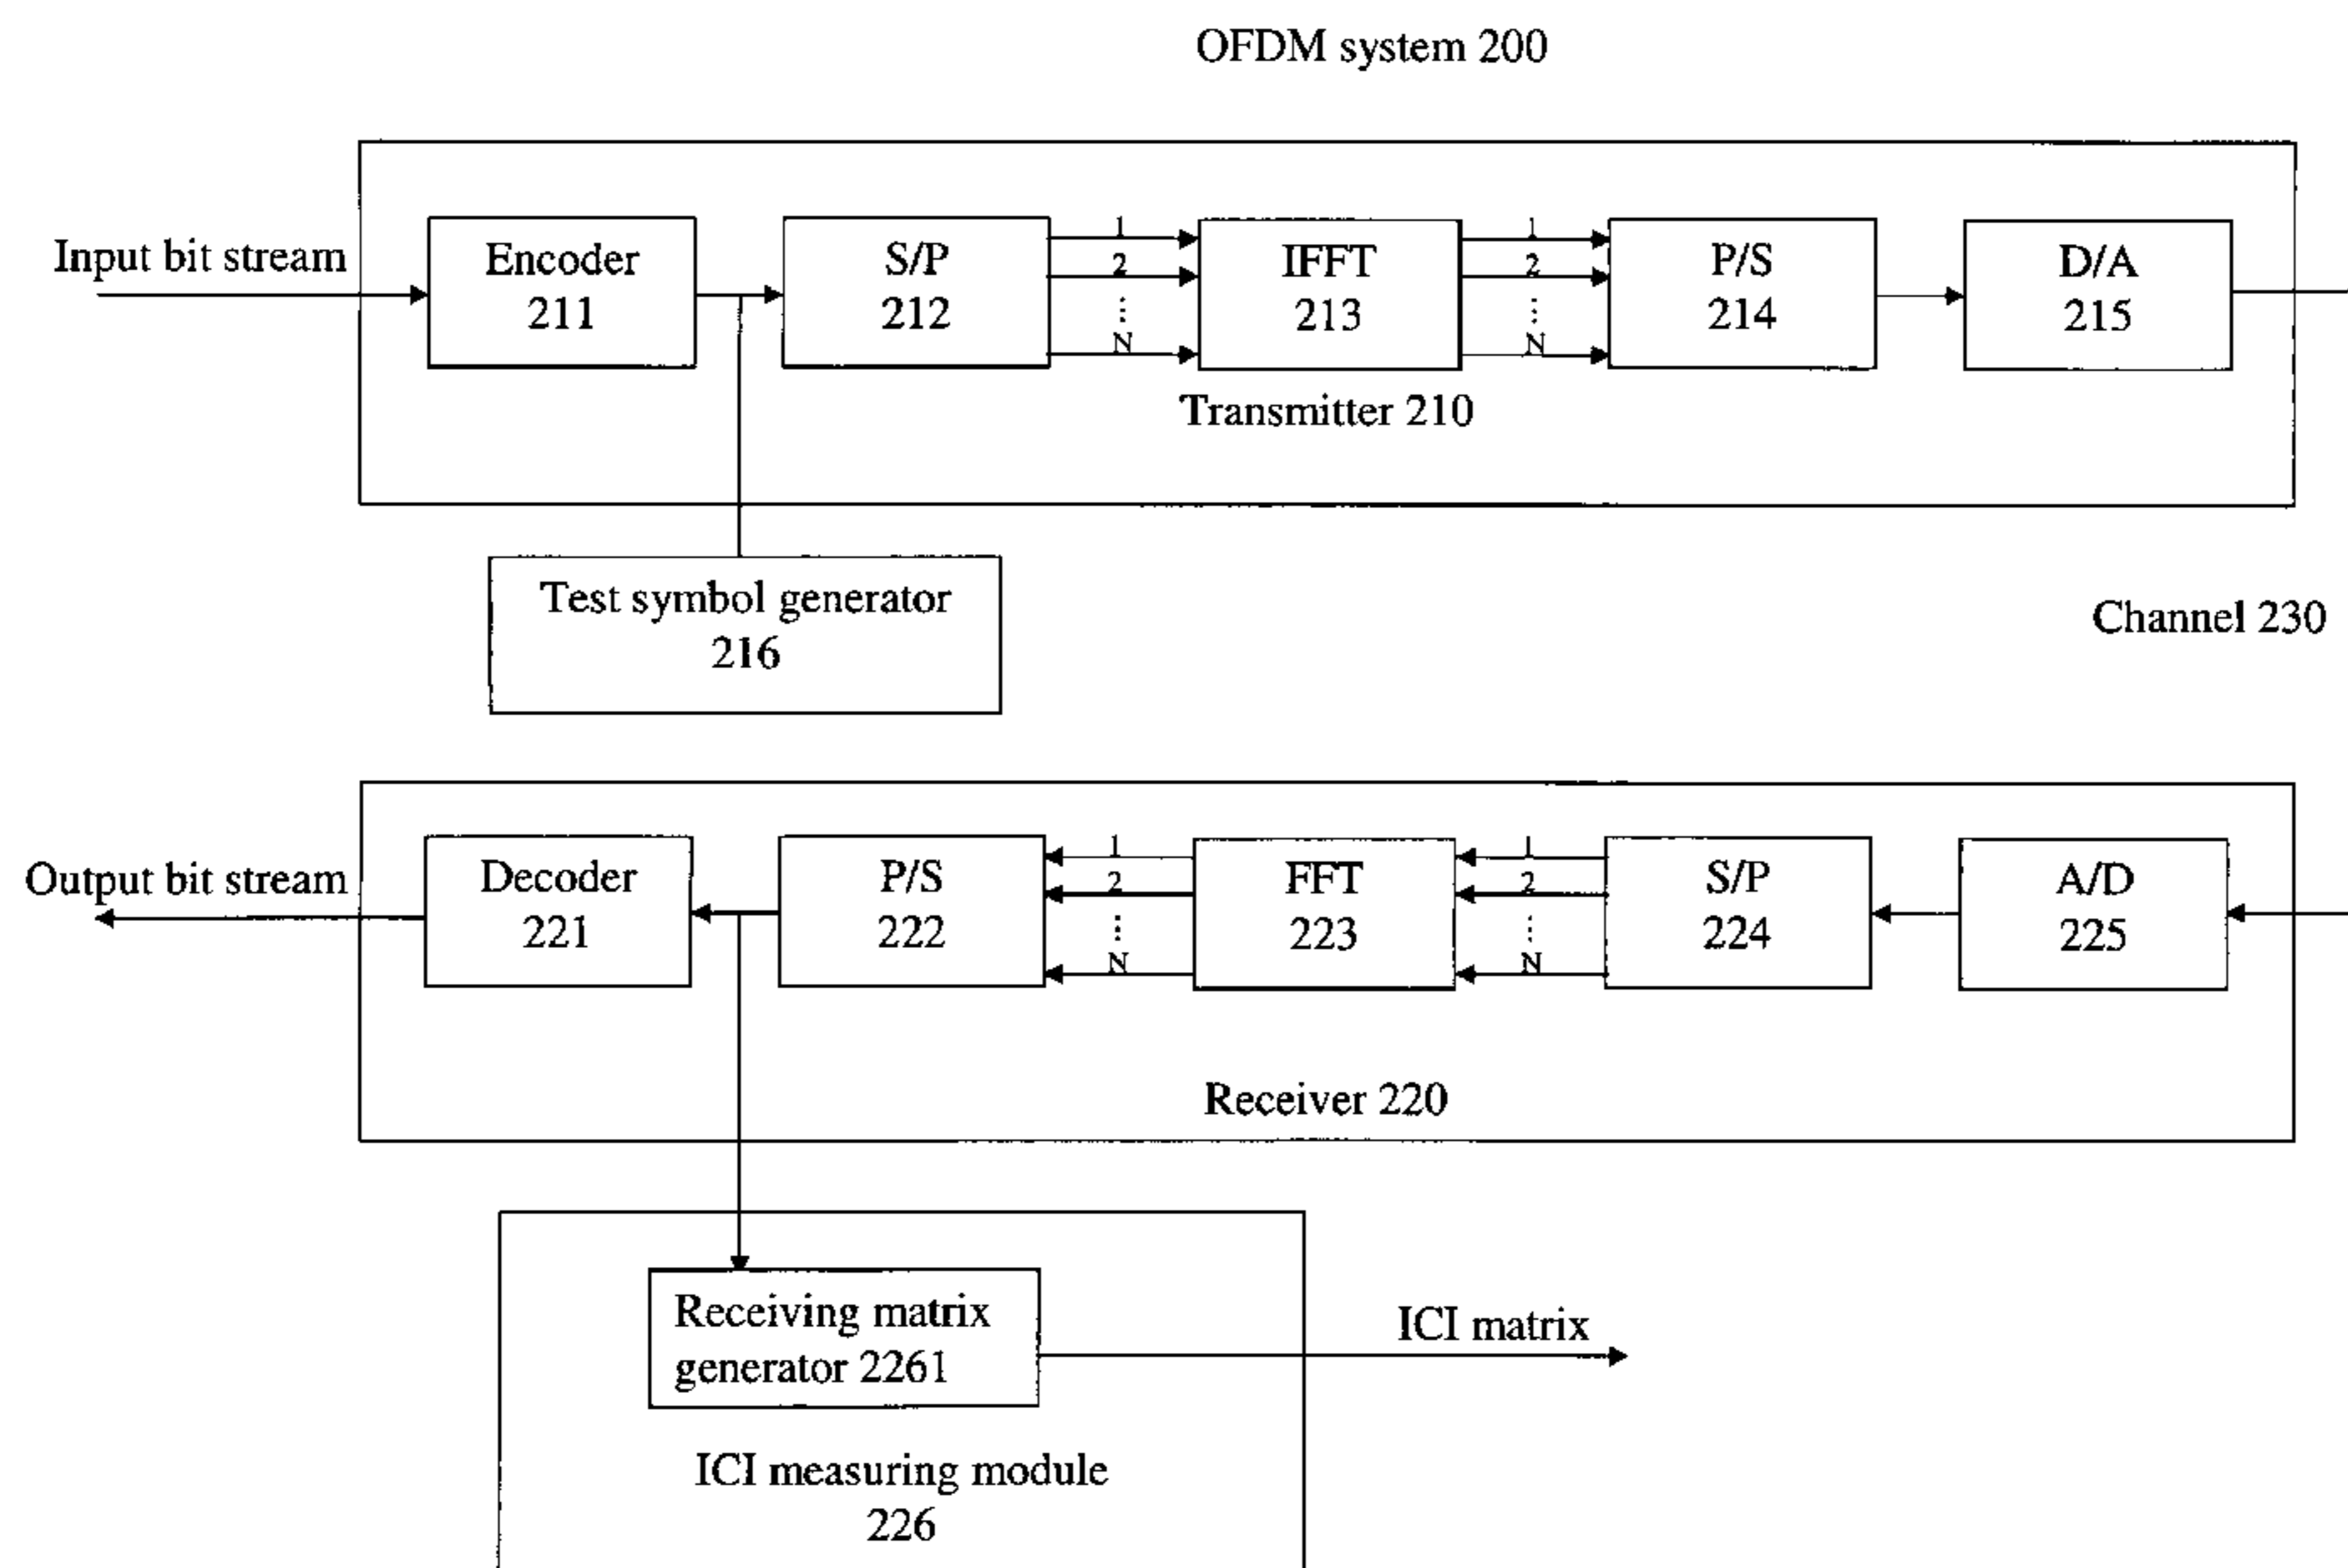 OFDM system 200
Input bit stream
Encoder
211
S/P
212
1
2
⋮
N
IFFT
213
1
2
⋮
N
P/S
214
D/A
215
Transmitter 210
Test symbol generator
216
Channel 230
Output bit stream
Decoder
221
P/S
222
1
2
⋮
N
FFT
223
1
2
⋮
N
S/P
224
A/D
225
Receiver 220
Receiving matrix
generator 2261
ICI matrix
ICI measuring module
226